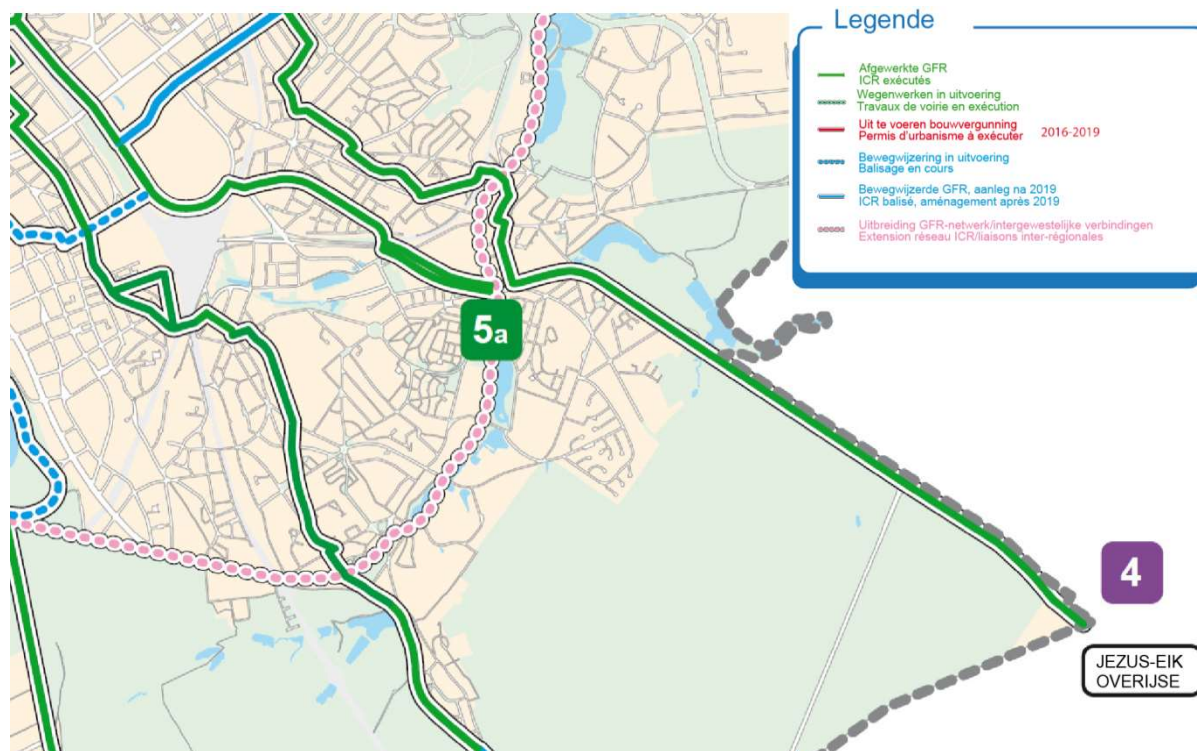 Legende
Afgewerkte GFR
ICR exécutés
Wegenwerken in uitvoering
Travaux de voirie en exécution
Uit te voeren bouwvergunning
Permis d'urbanisme à exécuter 2016-2019
Bewegwijzering in uitvoering
Balisage en cours
Bewegwijzerde GFR, aanleg na 2019
ICR balisé, aménagement après 2019
Uitbreiding GFR-netwerk/intergewestelijke verbindingen
Extension réseau ICR/liaisons inter-régionales
5a
4
JEZUS-EIK
OVERIJSE